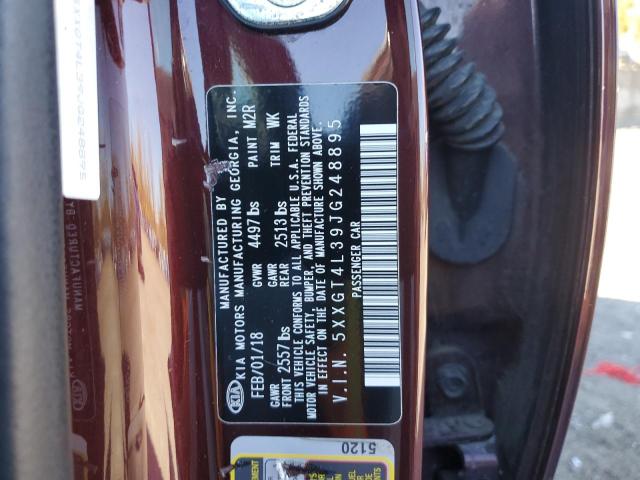 MANUFACTURED BY
KIA KIA MOTORS MANUFACTURING GEORGIA, INC.
FEB/01/18 GVWR 4497lbs PAINT M2R
GAWR FRONT 2557lbs GAWR REAR 2513lbs TRIM WK
THIS VEHICLE CONFORMS TO ALL APPLICABLE U.S.A. FEDERAL
MOTOR VEHICLE SAFETY, BUMPER, AND THEFT PREVENTION STANDARDS
IN EFFECT ON THE DATE OF MANUFACTURE SHOWN ABOVE.
V.I.N. 5XXGT4L39JG248895
PASSENGER CAR
5120